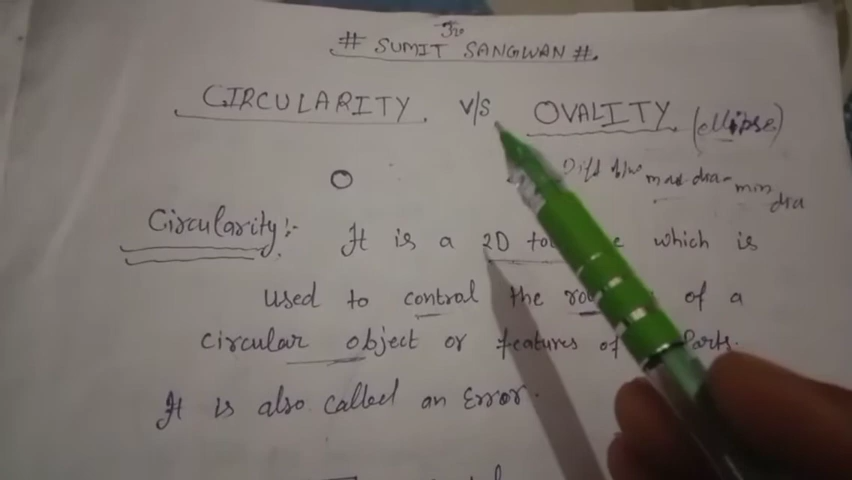 # SUMIT SANGWAN #.
CIRCULARITY. V/S OVALITY. (ellipse)
Diff b/w max dia - min dia
Circularity:- It is a 2D which is
used to control the of a
circular object or features of Parts.
It is also called an Error.